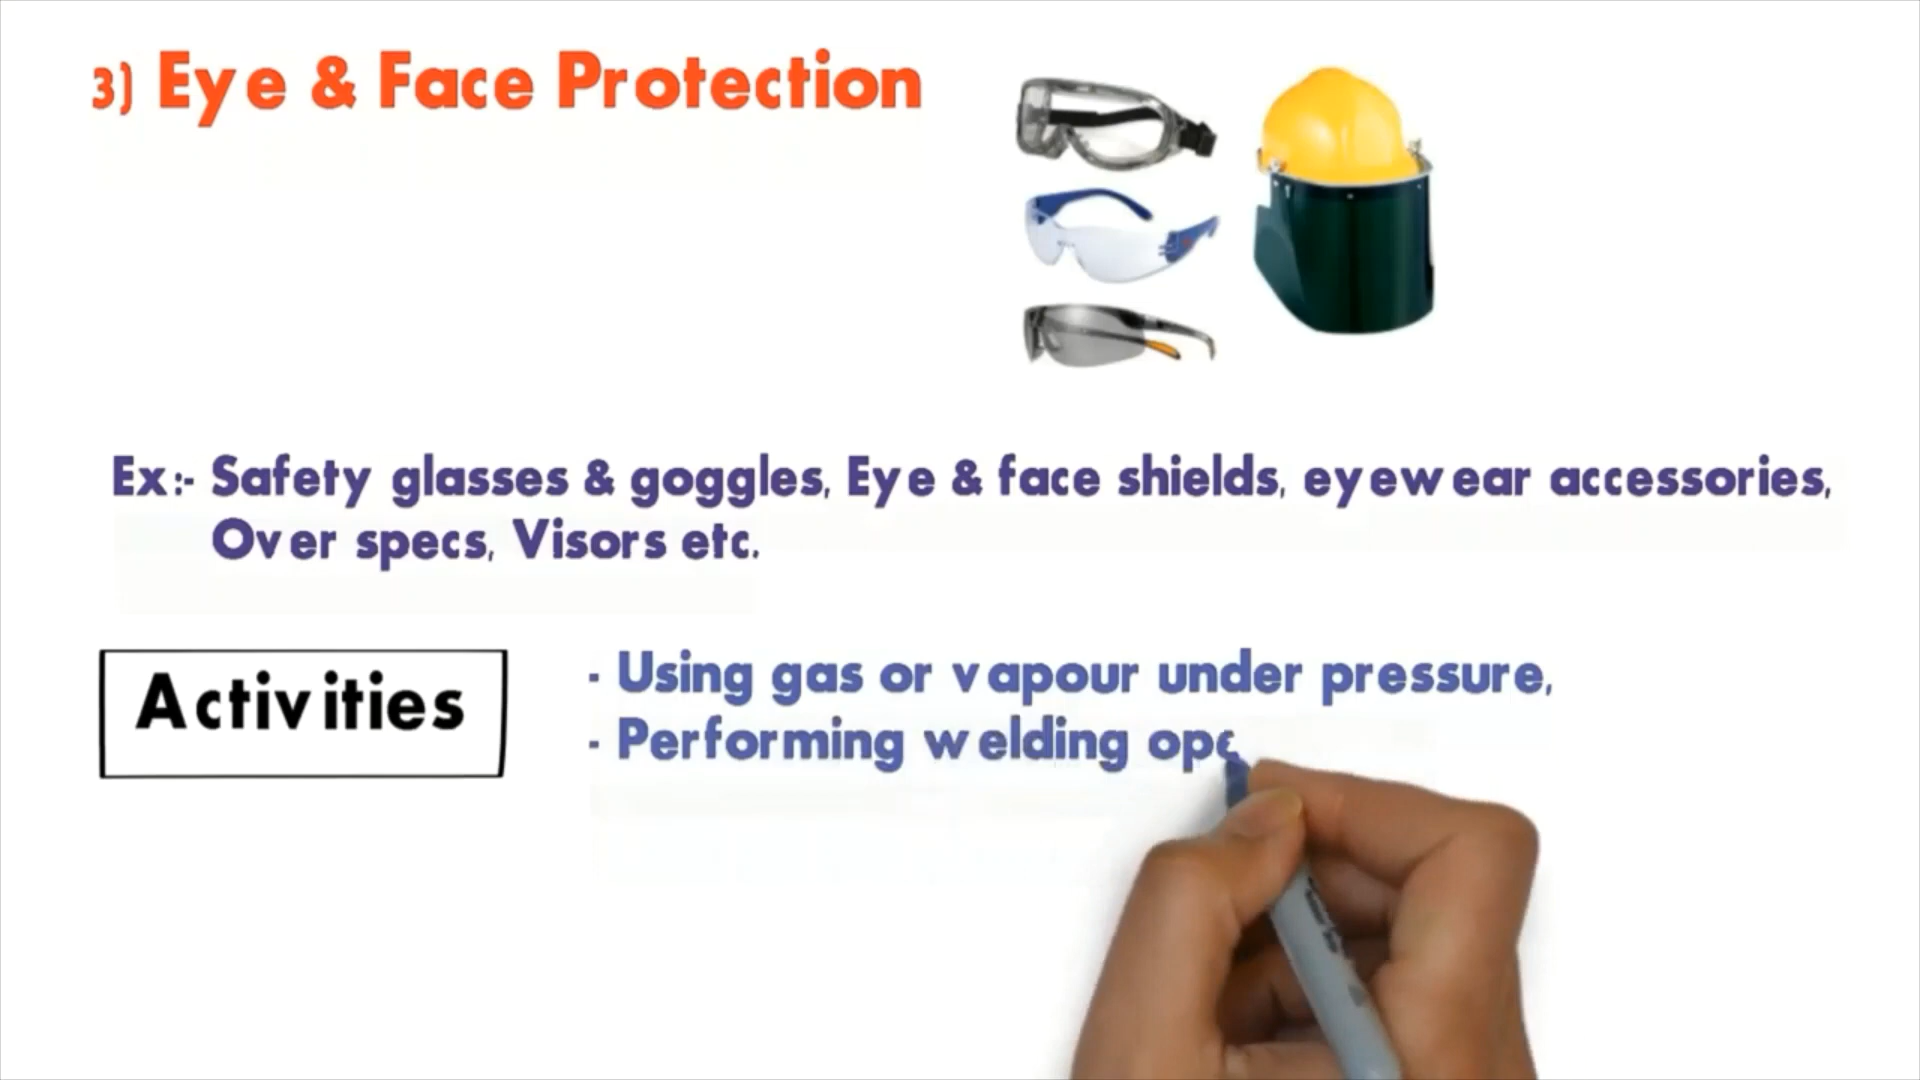 3) Eye & Face Protection
Ex:- Safety glasses & goggles, Eye & face shields, eyewear accessories,
Over specs, Visors etc.
Activities
- Using gas or vapour under pressure,
- Performing welding op